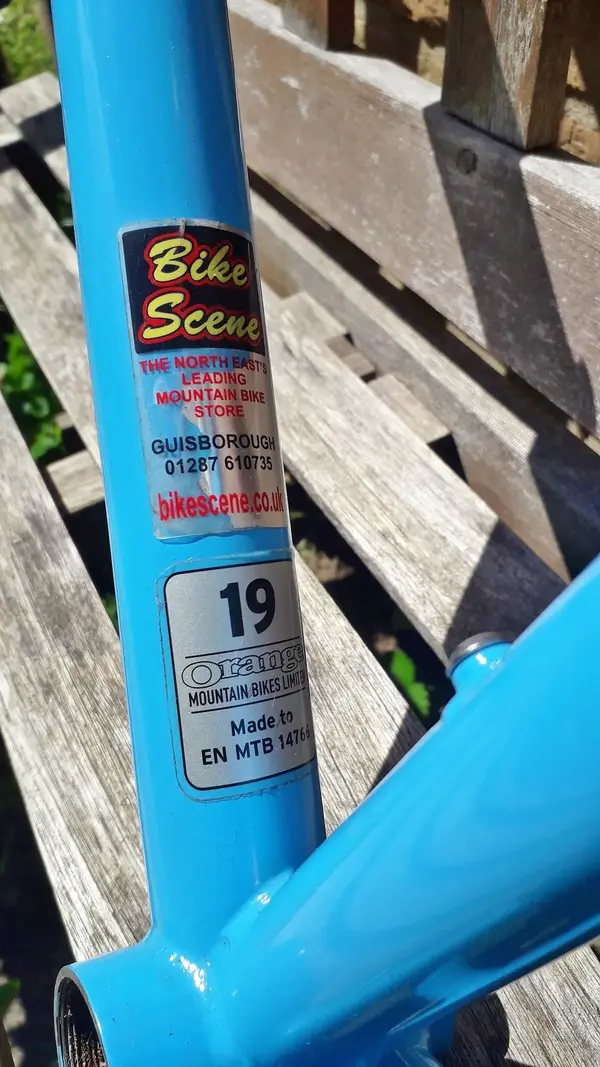 Bike
Scene
THE NORTH EAST'S
LEADING
MOUNTAIN BIKE
STORE
GUISBOROUGH
01287 610735
bikescene.co.uk
19
Orange
MOUNTAIN BIKES LIMITED
Made to
EN MTB 14766